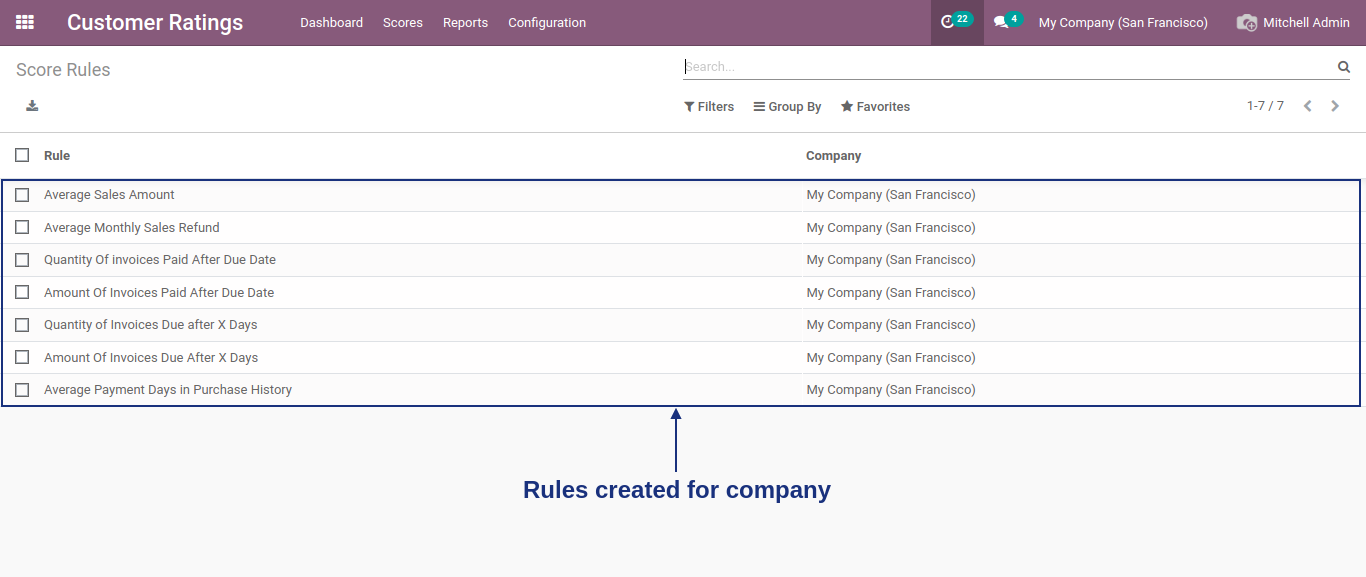 Customer Ratings Dashboard Scores Reports Configuration 22 4 My Company (San Francisco) Mitchell Admin
Score Rules Search...
Filters Group By Favorites 1-7 / 7
Rule Company
Average Sales Amount My Company (San Francisco)
Average Monthly Sales Refund My Company (San Francisco)
Quantity Of invoices Paid After Due Date My Company (San Francisco)
Amount Of Invoices Paid After Due Date My Company (San Francisco)
Quantity of Invoices Due after X Days My Company (San Francisco)
Amount Of Invoices Due After X Days My Company (San Francisco)
Average Payment Days in Purchase History My Company (San Francisco)
Rules created for company